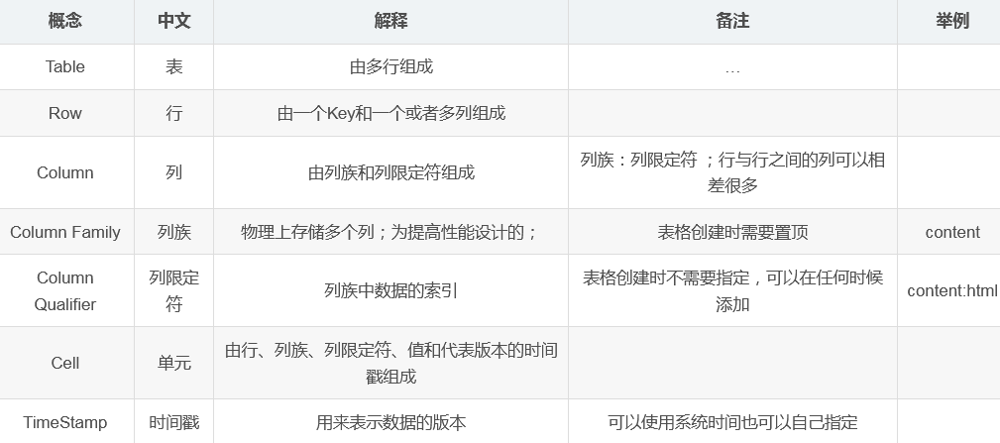 概念 中文 解释 备注 举例
Table 表 由多行组成 …
Row 行 由一个Key和一个或者多列组成
Column 列 由列族和列限定符组成 列族：列限定符 ；行与行之间的列可以相
差很多
Column Family 列族 物理上存储多个列；为提高性能设计的； 表格创建时需要置顶 content
Column
Qualifier
列限定
符
列族中数据的索引
表格创建时不需要指定，可以在任何时候
添加
content:html
Cell 单元 由行、列族、列限定符、值和代表版本的时间
戳组成
TimeStamp 时间戳 用来表示数据的版本 可以使用系统时间也可以自己指定